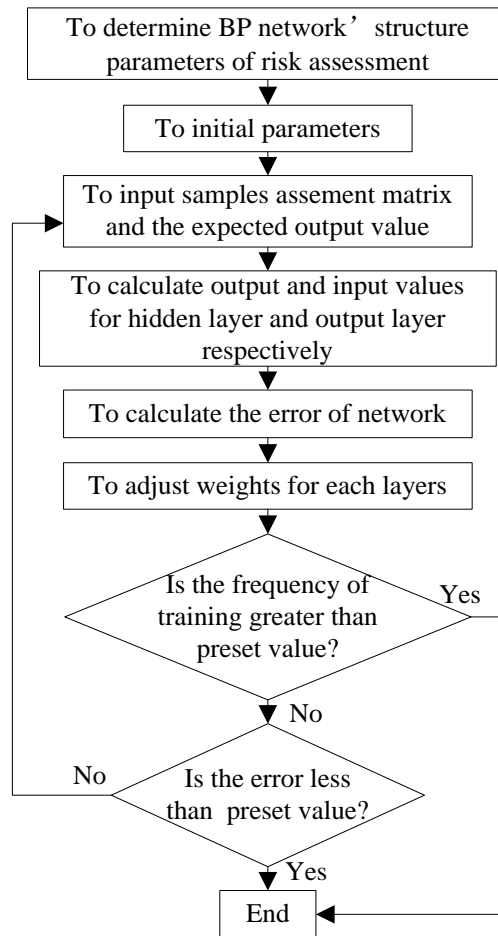 To determine BP network’ structure
parameters of risk assessment
To initial parameters
To input samples assement matrix
and the expected output value
To calculate output and input values
for hidden layer and output layer
respectively
To calculate the error of network
To adjust weights for each layers
Is the frequency of
training greater than
preset value?
Yes
No
Is the error less
than preset value?
No
Yes
End